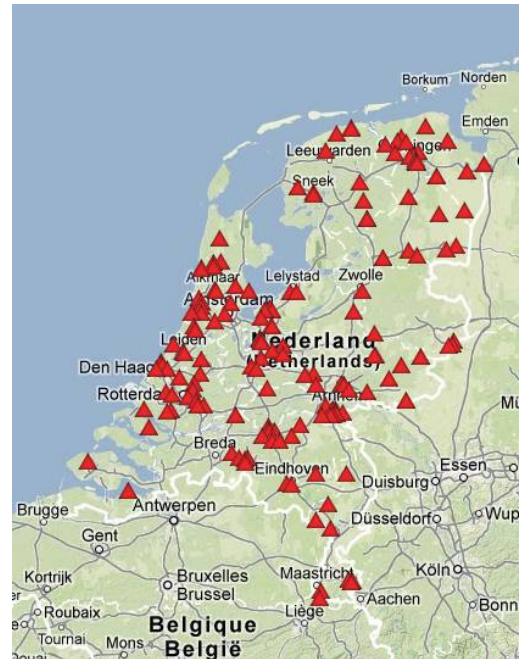 Borkum
Norden
Emden
Leeuwarden
Sneek
Alkmaar
Lelystad
Zwolle
Amsterdam
Leiden
Nederland
(Netherlands)
Den Haag
Rotterdam
Arnhem
Breda
Eindhoven
Duisburg
Essen
Brugge
Antwerpen
Düsseldorf
Gent
Köln
Kortrijk
Bruxelles
Brussel
Maastricht
Aachen
Bonn
Roubaix
Liège
Tournai
Belgique
België
Mons